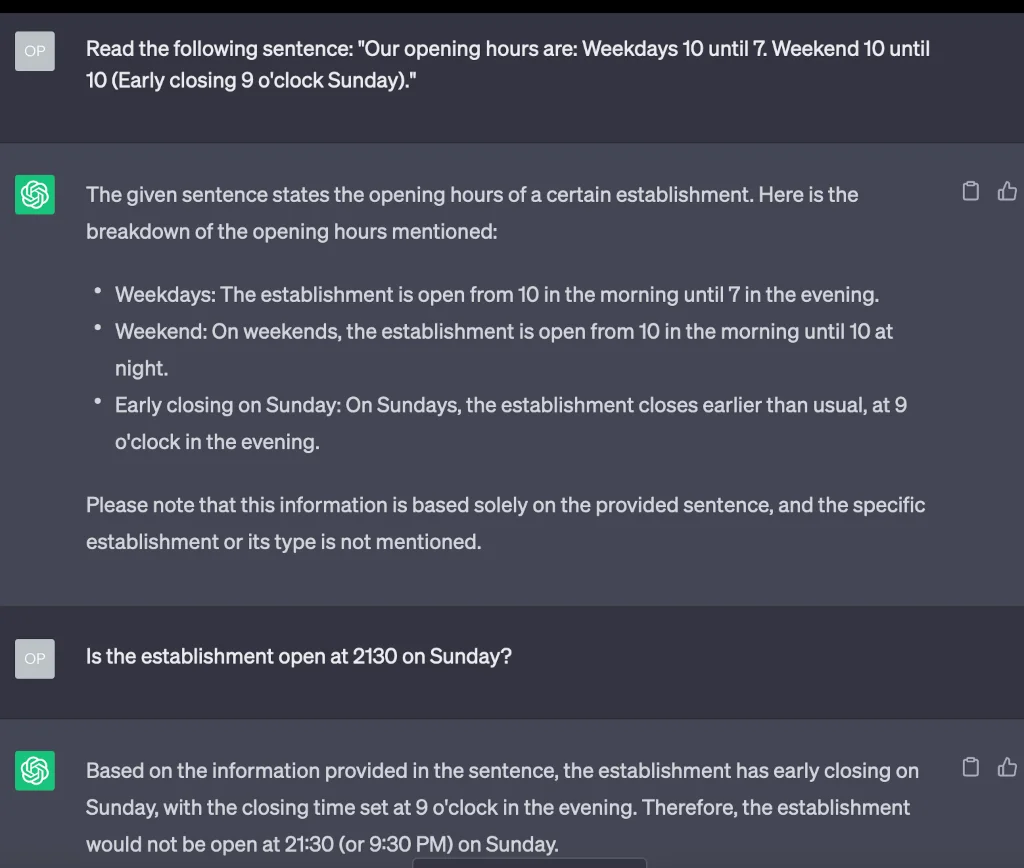 OP
Read the following sentence: "Our opening hours are: Weekdays 10 until 7. Weekend 10 until
10 (Early closing 9 o'clock Sunday)."
The given sentence states the opening hours of a certain establishment. Here is the
breakdown of the opening hours mentioned:
• Weekdays: The establishment is open from 10 in the morning until 7 in the evening.
• Weekend: On weekends, the establishment is open from 10 in the morning until 10 at
night.
• Early closing on Sunday: On Sundays, the establishment closes earlier than usual, at 9
o'clock in the evening.
Please note that this information is based solely on the provided sentence, and the specific
establishment or its type is not mentioned.
OP
Is the establishment open at 2130 on Sunday?
Based on the information provided in the sentence, the establishment has early closing on
Sunday, with the closing time set at 9 o'clock in the evening. Therefore, the establishment
would not be open at 21:30 (or 9:30 PM) on Sunday.